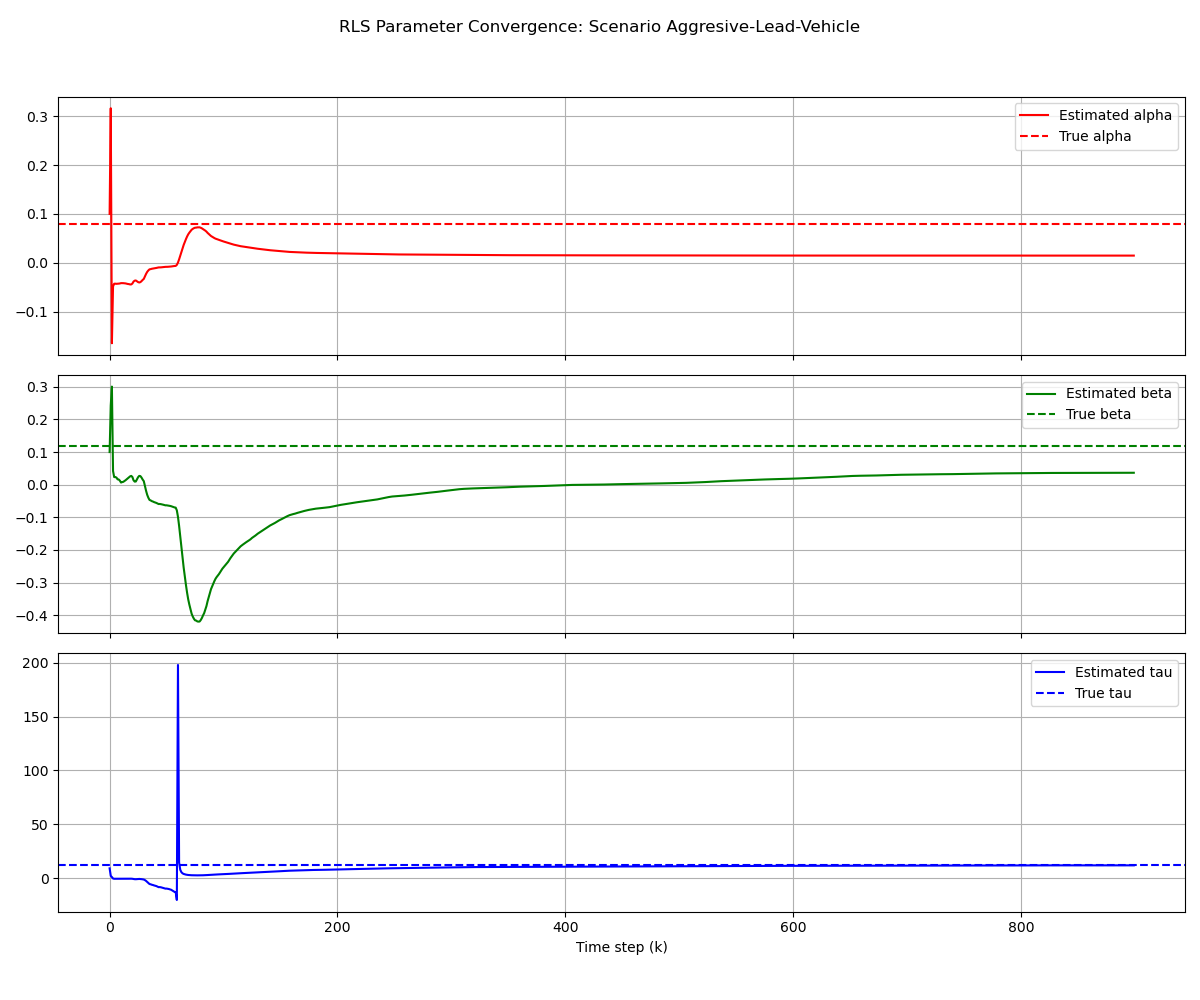 RLS Parameter Convergence: Scenario Aggresive-Lead-Vehicle
0.3
0.2
0.1
0.0
−0.1
Estimated alpha
True alpha
0.3
0.2
0.1
0.0
−0.1
−0.2
−0.3
−0.4
Estimated beta
True beta
200
150
100
50
0
Estimated tau
True tau
0 200 400 600 800
Time step (k)